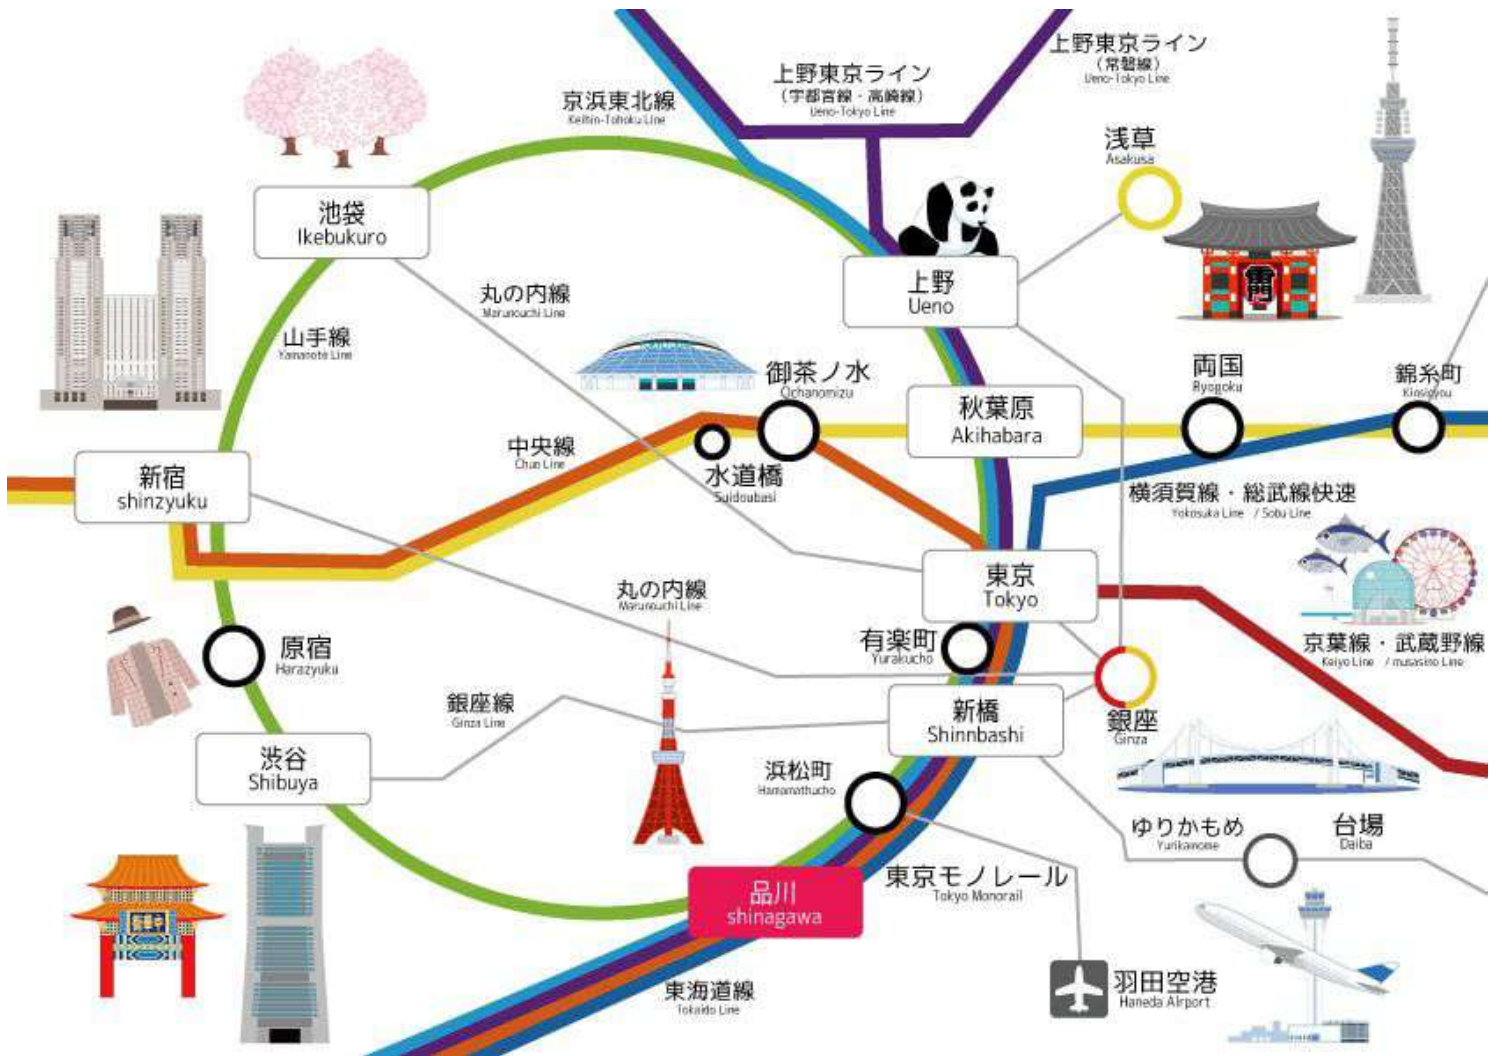 上野東京ライン
(常磐線)
Ueno-Tokyo Line
上野東京ライン
(宇都宮線・高崎線)
Ueno-Tokyo Line
京浜東北線
Keihin-Tohoku Line
浅草
Asakusa
池袋
Ikebukuro
上野
Ueno
丸の内線
Marunouchi Line
山手線
Yamanote Line
御茶ノ水
Ochanomizu
両国
Ryogoku
錦糸町
秋葉原
Akihabara
中央線
Chuo Line
水道橋
Suidoubasi
新宿
shinzyuku
横須賀線・総武線快速
Yokosuka Line / Sobu Line
東京
Tokyo
丸の内線
Marunouchi Line
有楽町
Yurakucho
京葉線・武蔵野線
Keiyo Line / musasino Line
原宿
Harazyuku
銀座線
Ginza Line
新橋
Shinnbashi
銀座
Ginza
渋谷
Shibuya
浜松町
Hamamathucho
ゆりかもめ
Yurikamome
台場
Daiba
品川
shinagawa
東京モノレール
Tokyo Monorail
東海道線
Tokaido Line
羽田空港
Haneda Airport